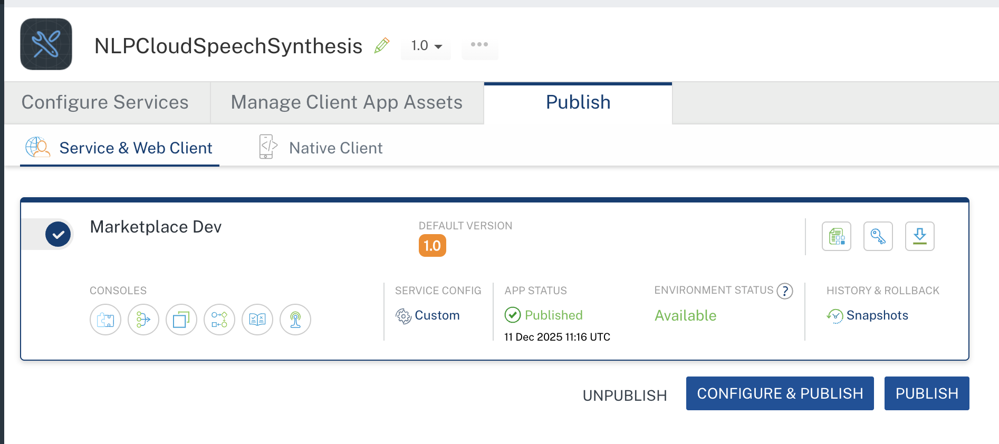 NLPCloudSpeechSynthesis 1.0
Configure Services Manage Client App Assets Publish
Service & Web Client Native Client
Marketplace Dev
DEFAULT VERSION
1.0
CONSOLES
SERVICE CONFIG
Custom
APP STATUS
Published
11 Dec 2025 11:16 UTC
ENVIRONMENT STATUS ?
Available
HISTORY & ROLLBACK
Snapshots
UNPUBLISH CONFIGURE & PUBLISH PUBLISH